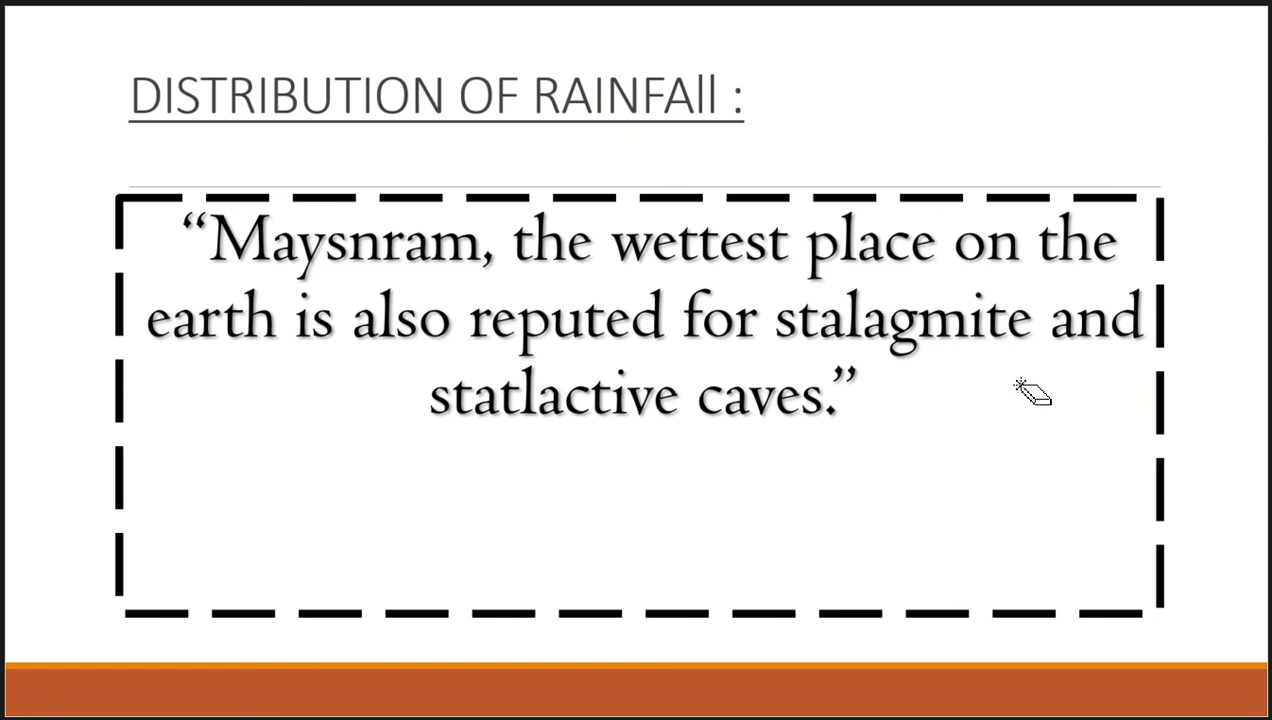 DISTRIBUTION OF RAINFAll :
“Maysnram, the wettest place on the
earth is also reputed for stalagmite and
statlactive caves.”